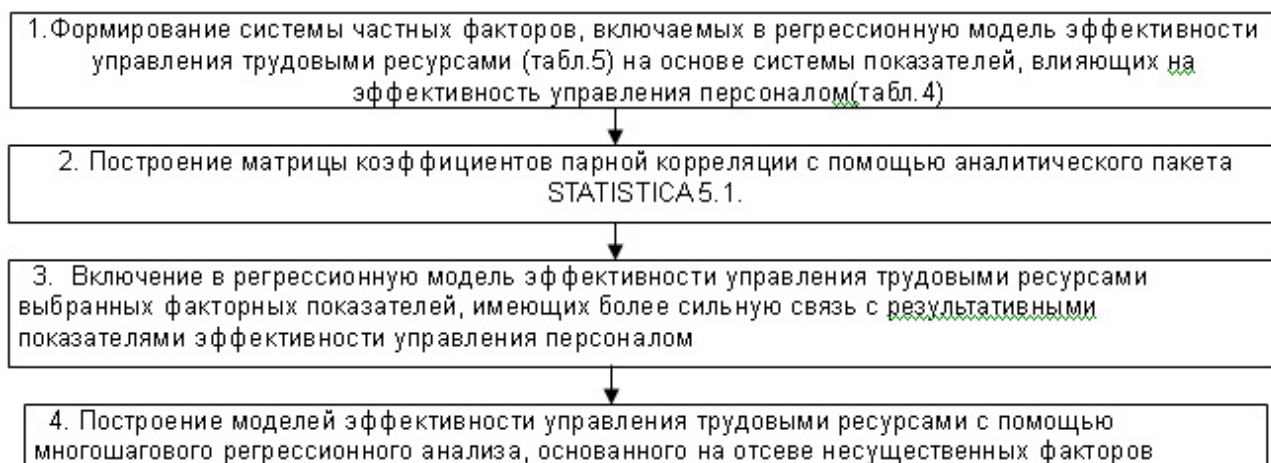 1.Формирование системы частных факторов, включаемых в регрессионную модель эффективности
управления трудовыми ресурсами (табл.5) на основе системы показателей, влияющих на
эффективность управления персоналом(табл.4)
2. Построение матрицы коэффициентов парной корреляции с помощью аналитического пакета
STATISTICA 5.1.
3. Включение в регрессионную модель эффективности управления трудовыми ресурсами
выбранных факторных показателей, имеющих более сильную связь с результативными
показателями эффективности управления персоналом
4. Построение моделей эффективности управления трудовыми ресурсами с помощью
многошагового регрессионного анализа, основанного на отсеве несущественных факторов